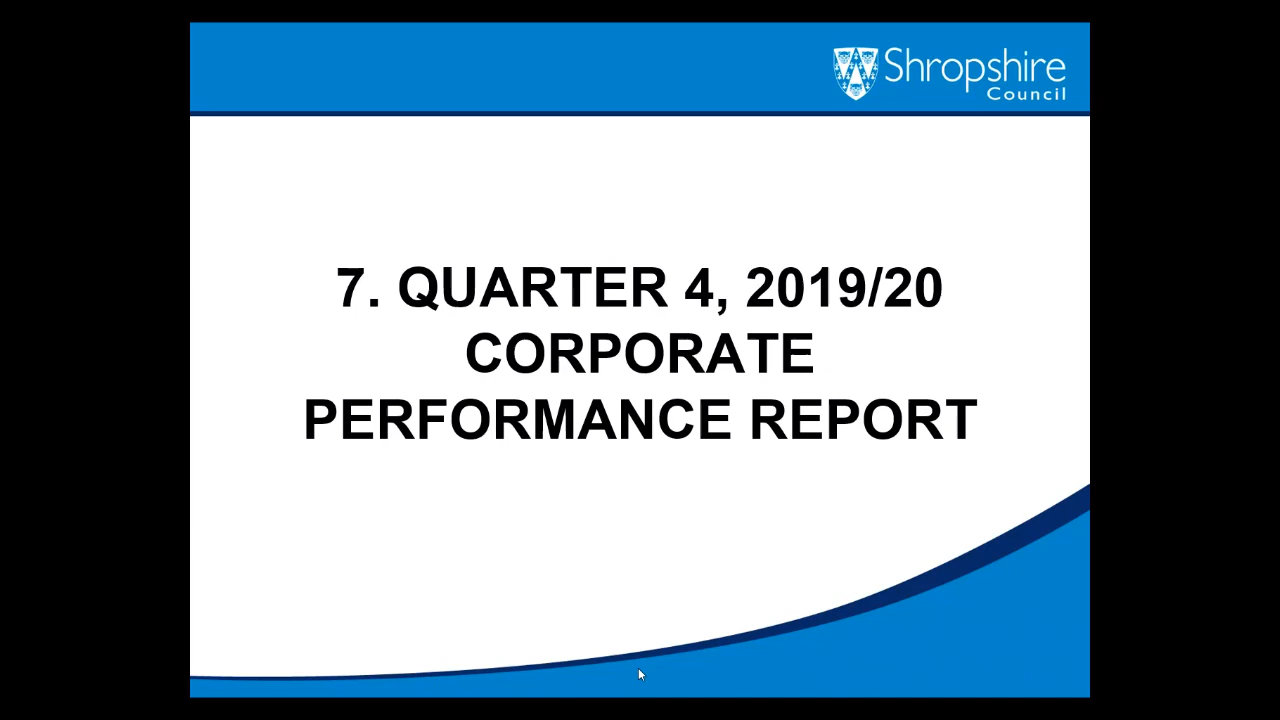 Shropshire
Council
7. QUARTER 4, 2019/20
CORPORATE
PERFORMANCE REPORT